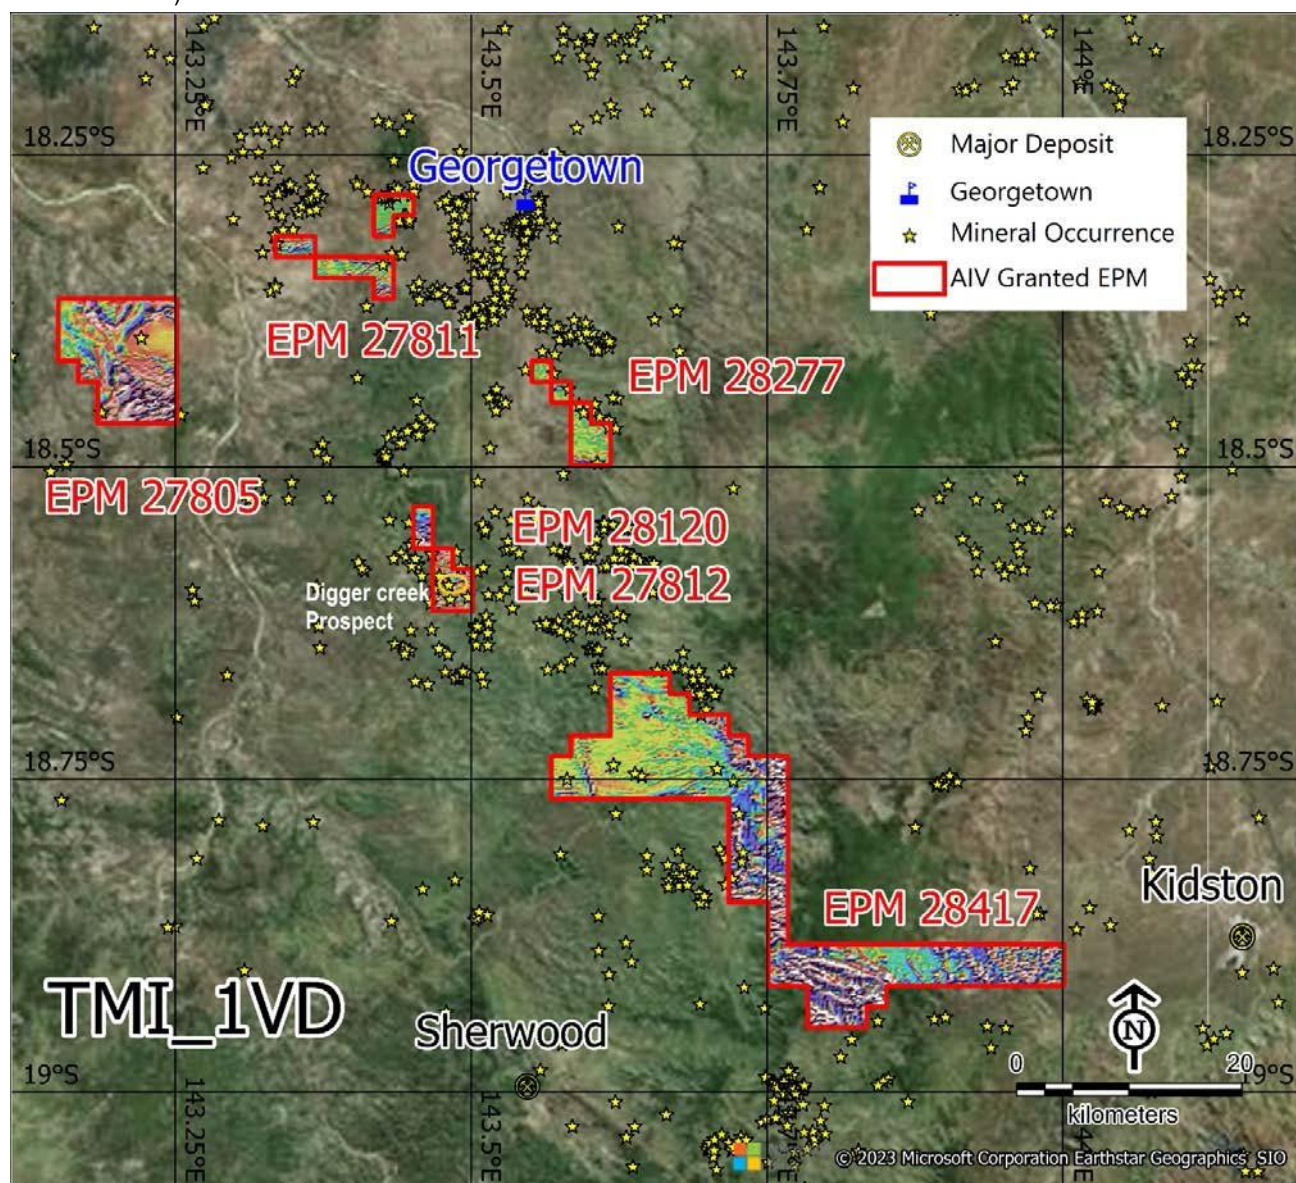 143.25°E
143.5°E
143.75°E
144°E
18.25°S
18.25°S
Georgetown
Major Deposit
Georgetown
Mineral Occurrence
AIV Granted EPM
EPM 27811
EPM 28277
18.5°S
18.5°S
EPM 27805
EPM 28120
EPM 27812
Digger creek
Prospect
18.75°S
18.75°S
Kidston
EPM 28417
TMI_1VD
Sherwood
N
0
20
kilometers
19°S
19°S
143.25°E
143.5°E
© 2023 Microsoft Corporation Earthstar Geographics SIO